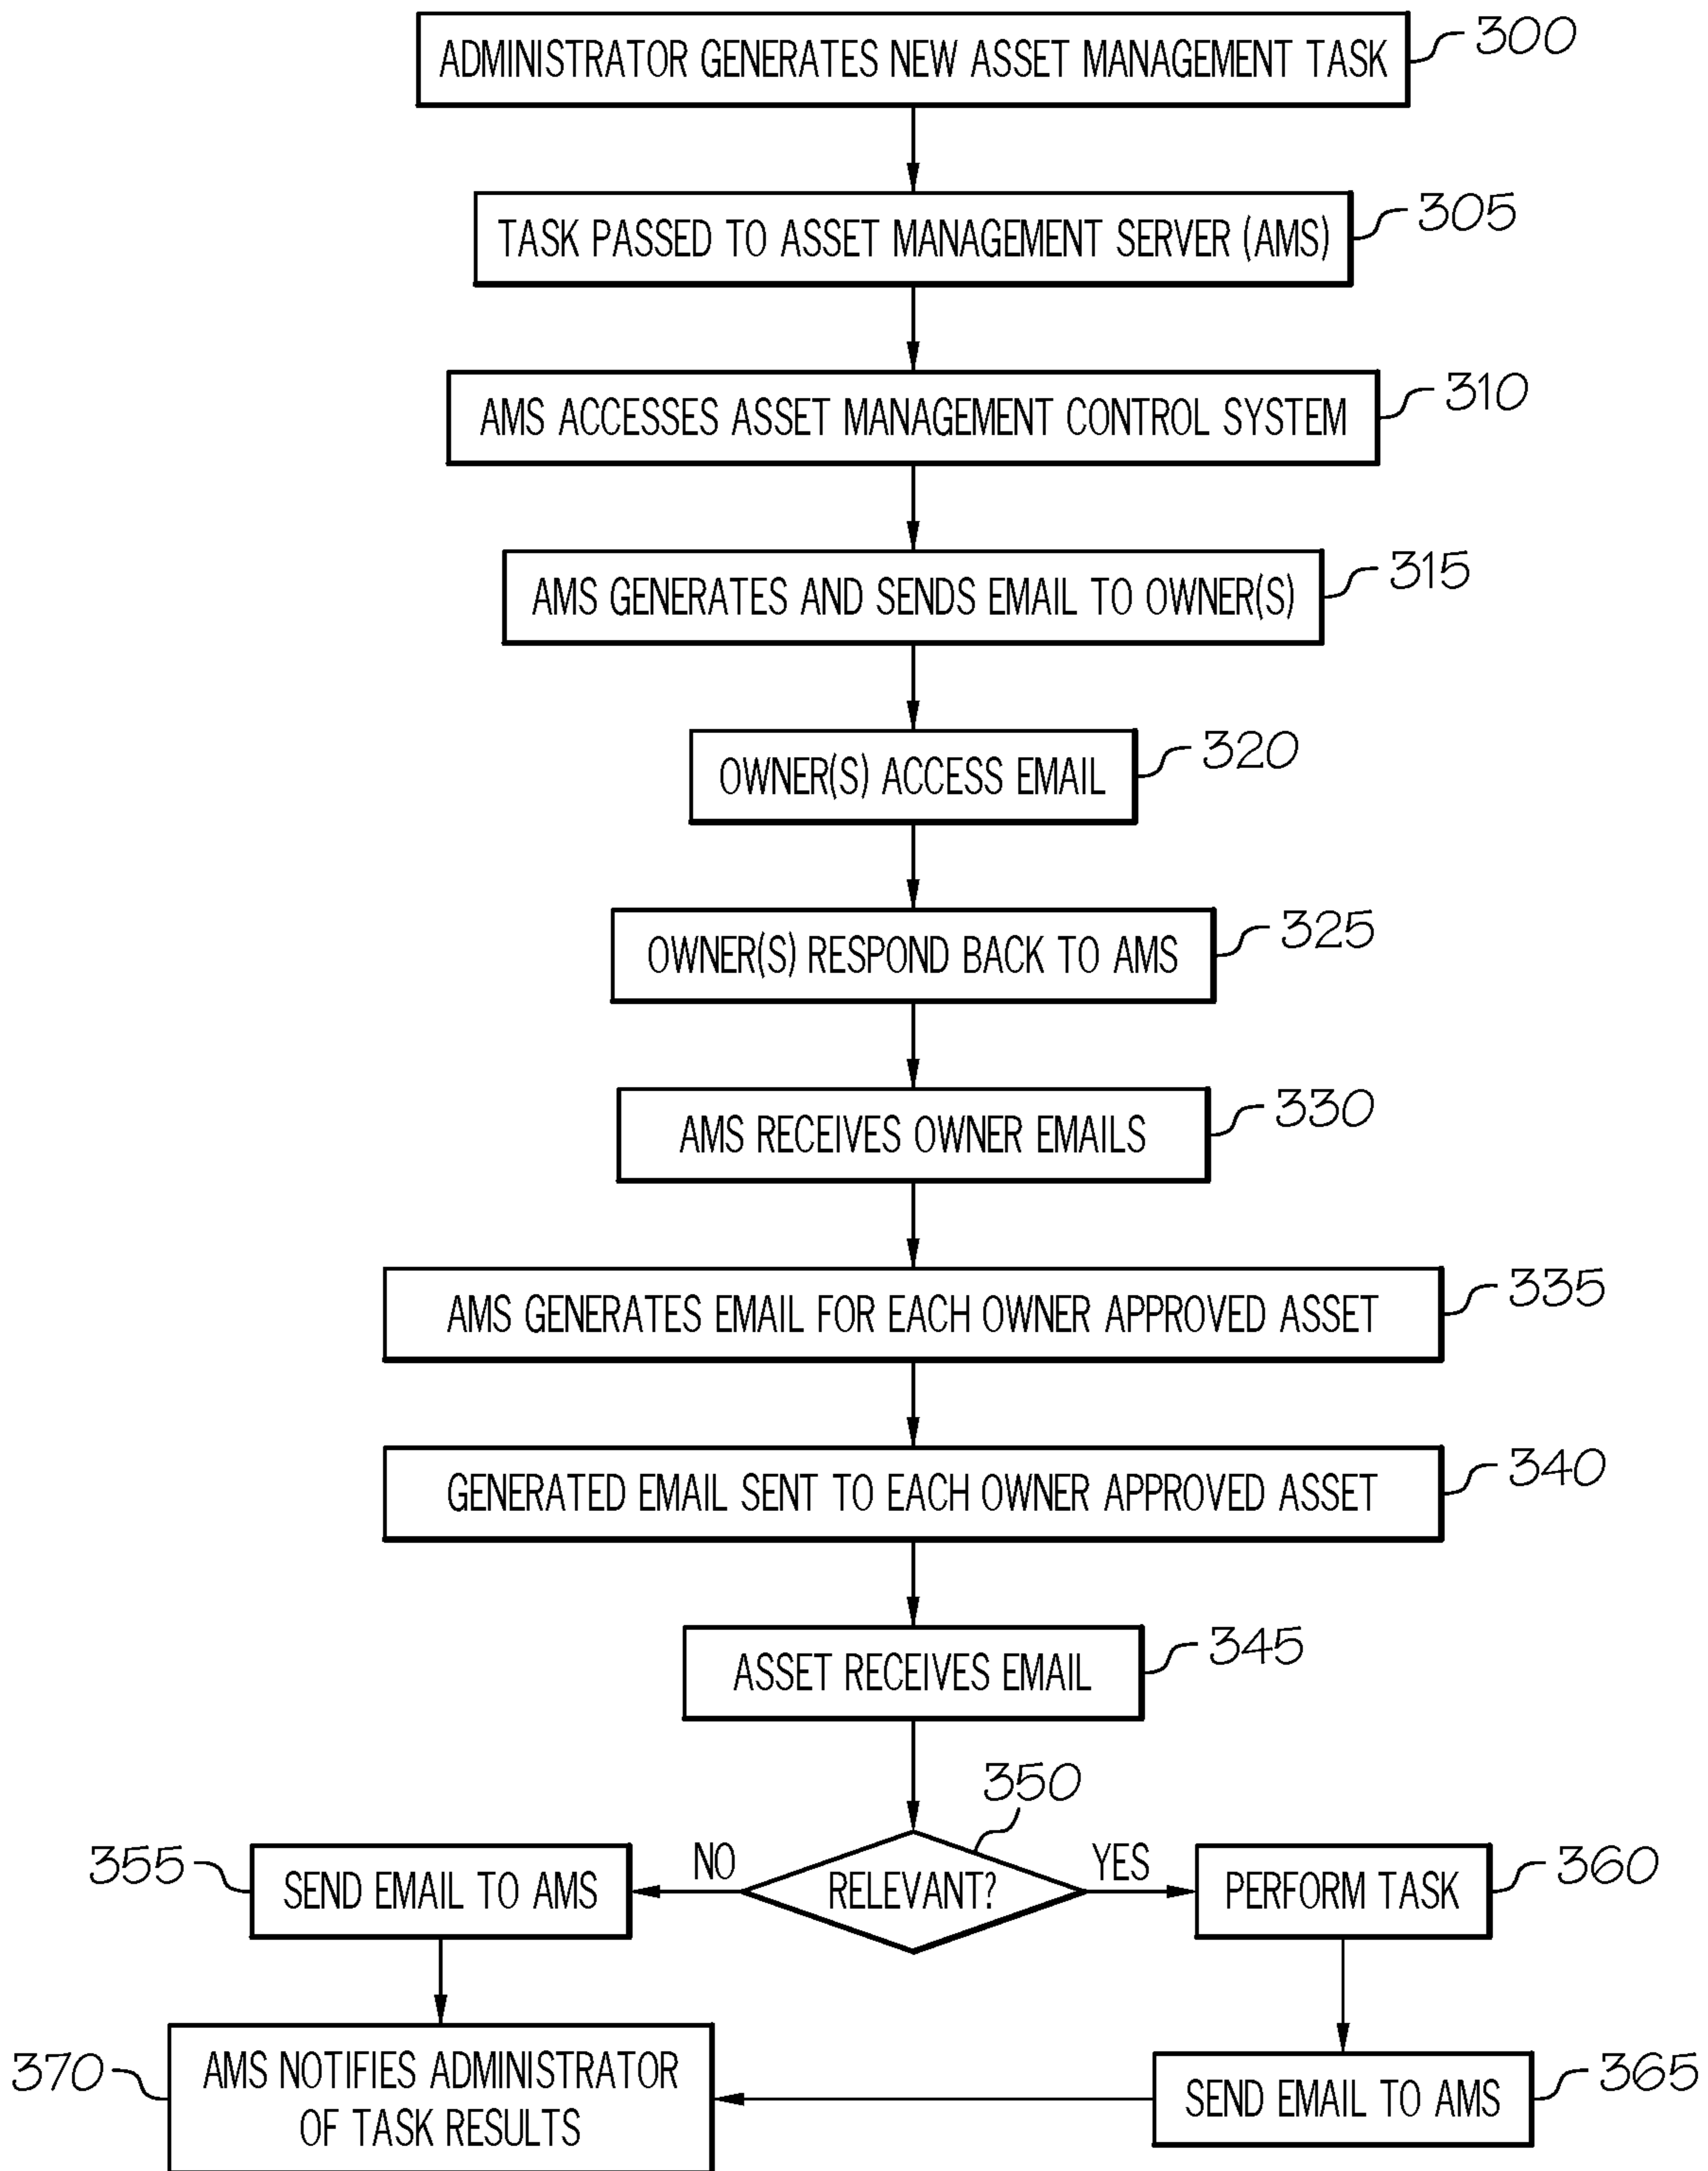 ADMINISTRATOR GENERATES NEW ASSET MANAGEMENT TASK
300
TASK PASSED TO ASSET MANAGEMENT SERVER (AMS)
305
AMS ACCESSES ASSET MANAGEMENT CONTROL SYSTEM
310
AMS GENERATES AND SENDS EMAIL TO OWNER(S)
315
OWNER(S) ACCESS EMAIL
320
OWNER(S) RESPOND BACK TO AMS
325
AMS RECEIVES OWNER EMAILS
330
AMS GENERATES EMAIL FOR EACH OWNER APPROVED ASSET
335
GENERATED EMAIL SENT TO EACH OWNER APPROVED ASSET
340
ASSET RECEIVES EMAIL
345
350
RELEVANT?
NO
YES
355
SEND EMAIL TO AMS
PERFORM TASK
360
370
AMS NOTIFIES ADMINISTRATOR
OF TASK RESULTS
SEND EMAIL TO AMS
365